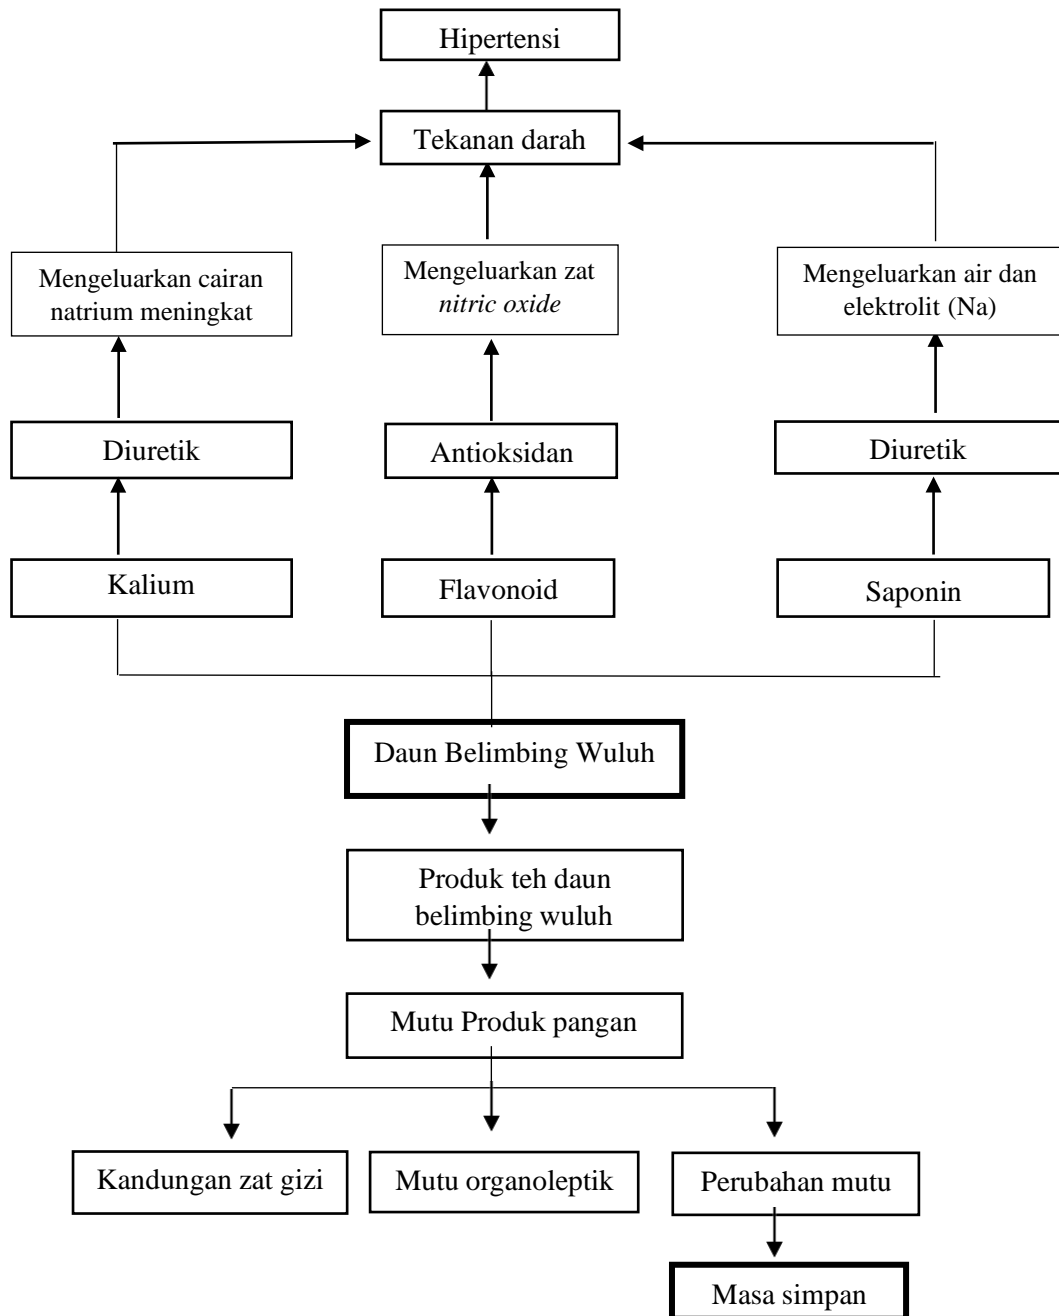 Hipertensi
Tekanan darah
Mengeluarkan cairan
natrium meningkat
Mengeluarkan zat
nitric oxide
Mengeluarkan air dan
elektrolit (Na)
Diuretik
Antioksidan
Diuretik
Kalium
Flavonoid
Saponin
Daun Belimbing Wuluh
Produk teh daun
belimbing wuluh
Mutu Produk pangan
Kandungan zat gizi
Mutu organoleptik
Perubahan mutu
Masa simpan